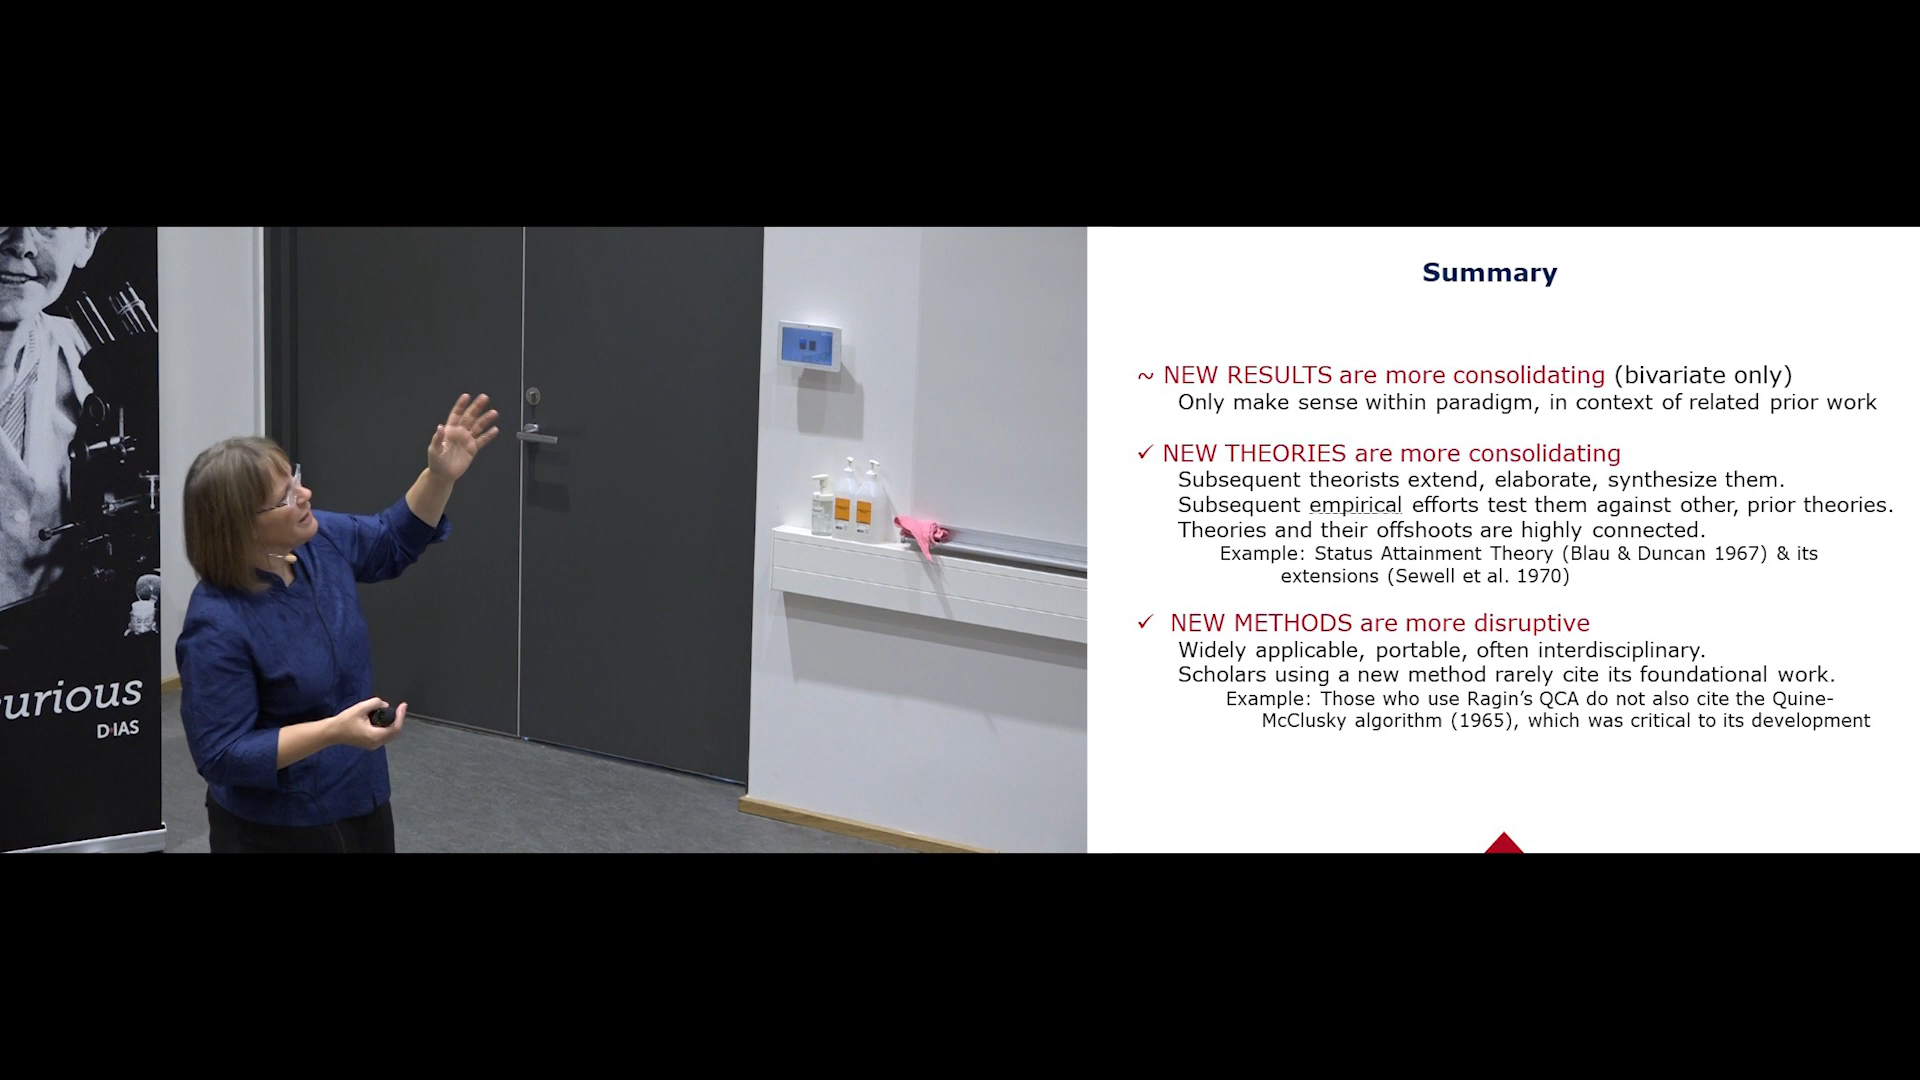 urious
D·IAS
Summary
~ NEW RESULTS are more consolidating (bivariate only)
Only make sense within paradigm, in context of related prior work
✓ NEW THEORIES are more consolidating
Subsequent theorists extend, elaborate, synthesize them.
Subsequent empirical efforts test them against other, prior theories.
Theories and their offshoots are highly connected.
Example: Status Attainment Theory (Blau & Duncan 1967) & its
extensions (Sewell et al. 1970)
✓ NEW METHODS are more disruptive
Widely applicable, portable, often interdisciplinary.
Scholars using a new method rarely cite its foundational work.
Example: Those who use Ragin's QCA do not also cite the Quine-
McClusky algorithm (1965), which was critical to its development